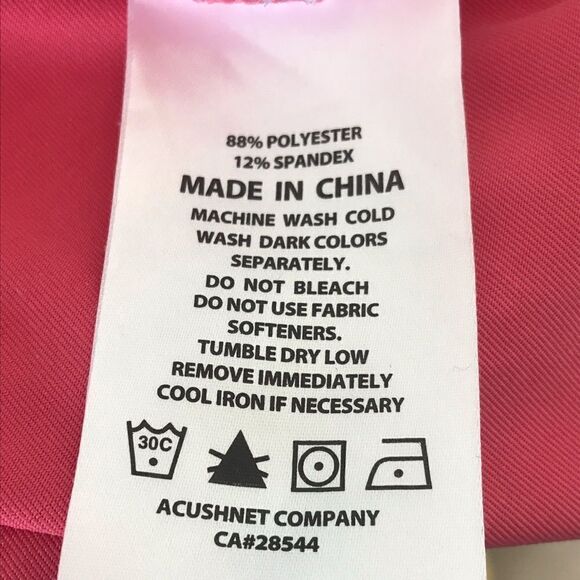 88% POLYESTER
12% SPANDEX
MADE IN CHINA
MACHINE WASH COLD
WASH DARK COLORS
SEPARATELY.
DO NOT BLEACH
DO NOT USE FABRIC
SOFTENERS.
TUMBLE DRY LOW
REMOVE IMMEDIATELY
COOL IRON IF NECESSARY
30C
ACUSHNET COMPANY
CA#28544